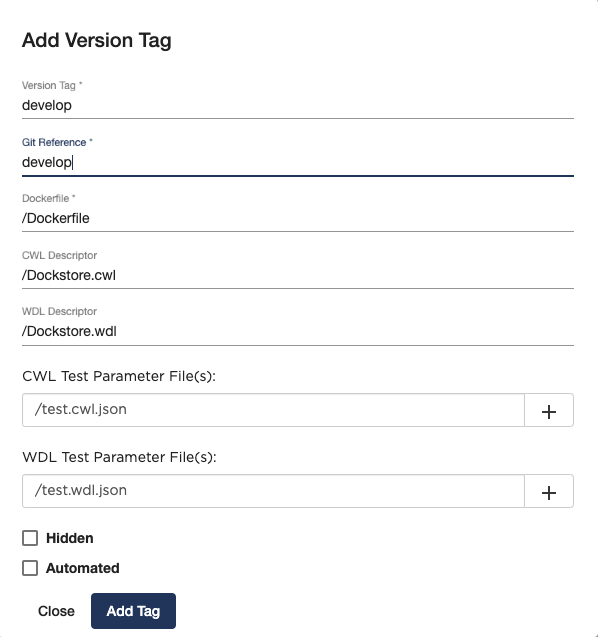 Add Version Tag
Version Tag *
develop
Git Reference *
develop
Dockerfile *
/Dockerfile
CWL Descriptor
/Dockstore.cwl
WDL Descriptor
/Dockstore.wdl
CWL Test Parameter File(s):
/test.cwl.json
+
WDL Test Parameter File(s):
/test.wdl.json
+
Hidden
Automated
Close Add Tag